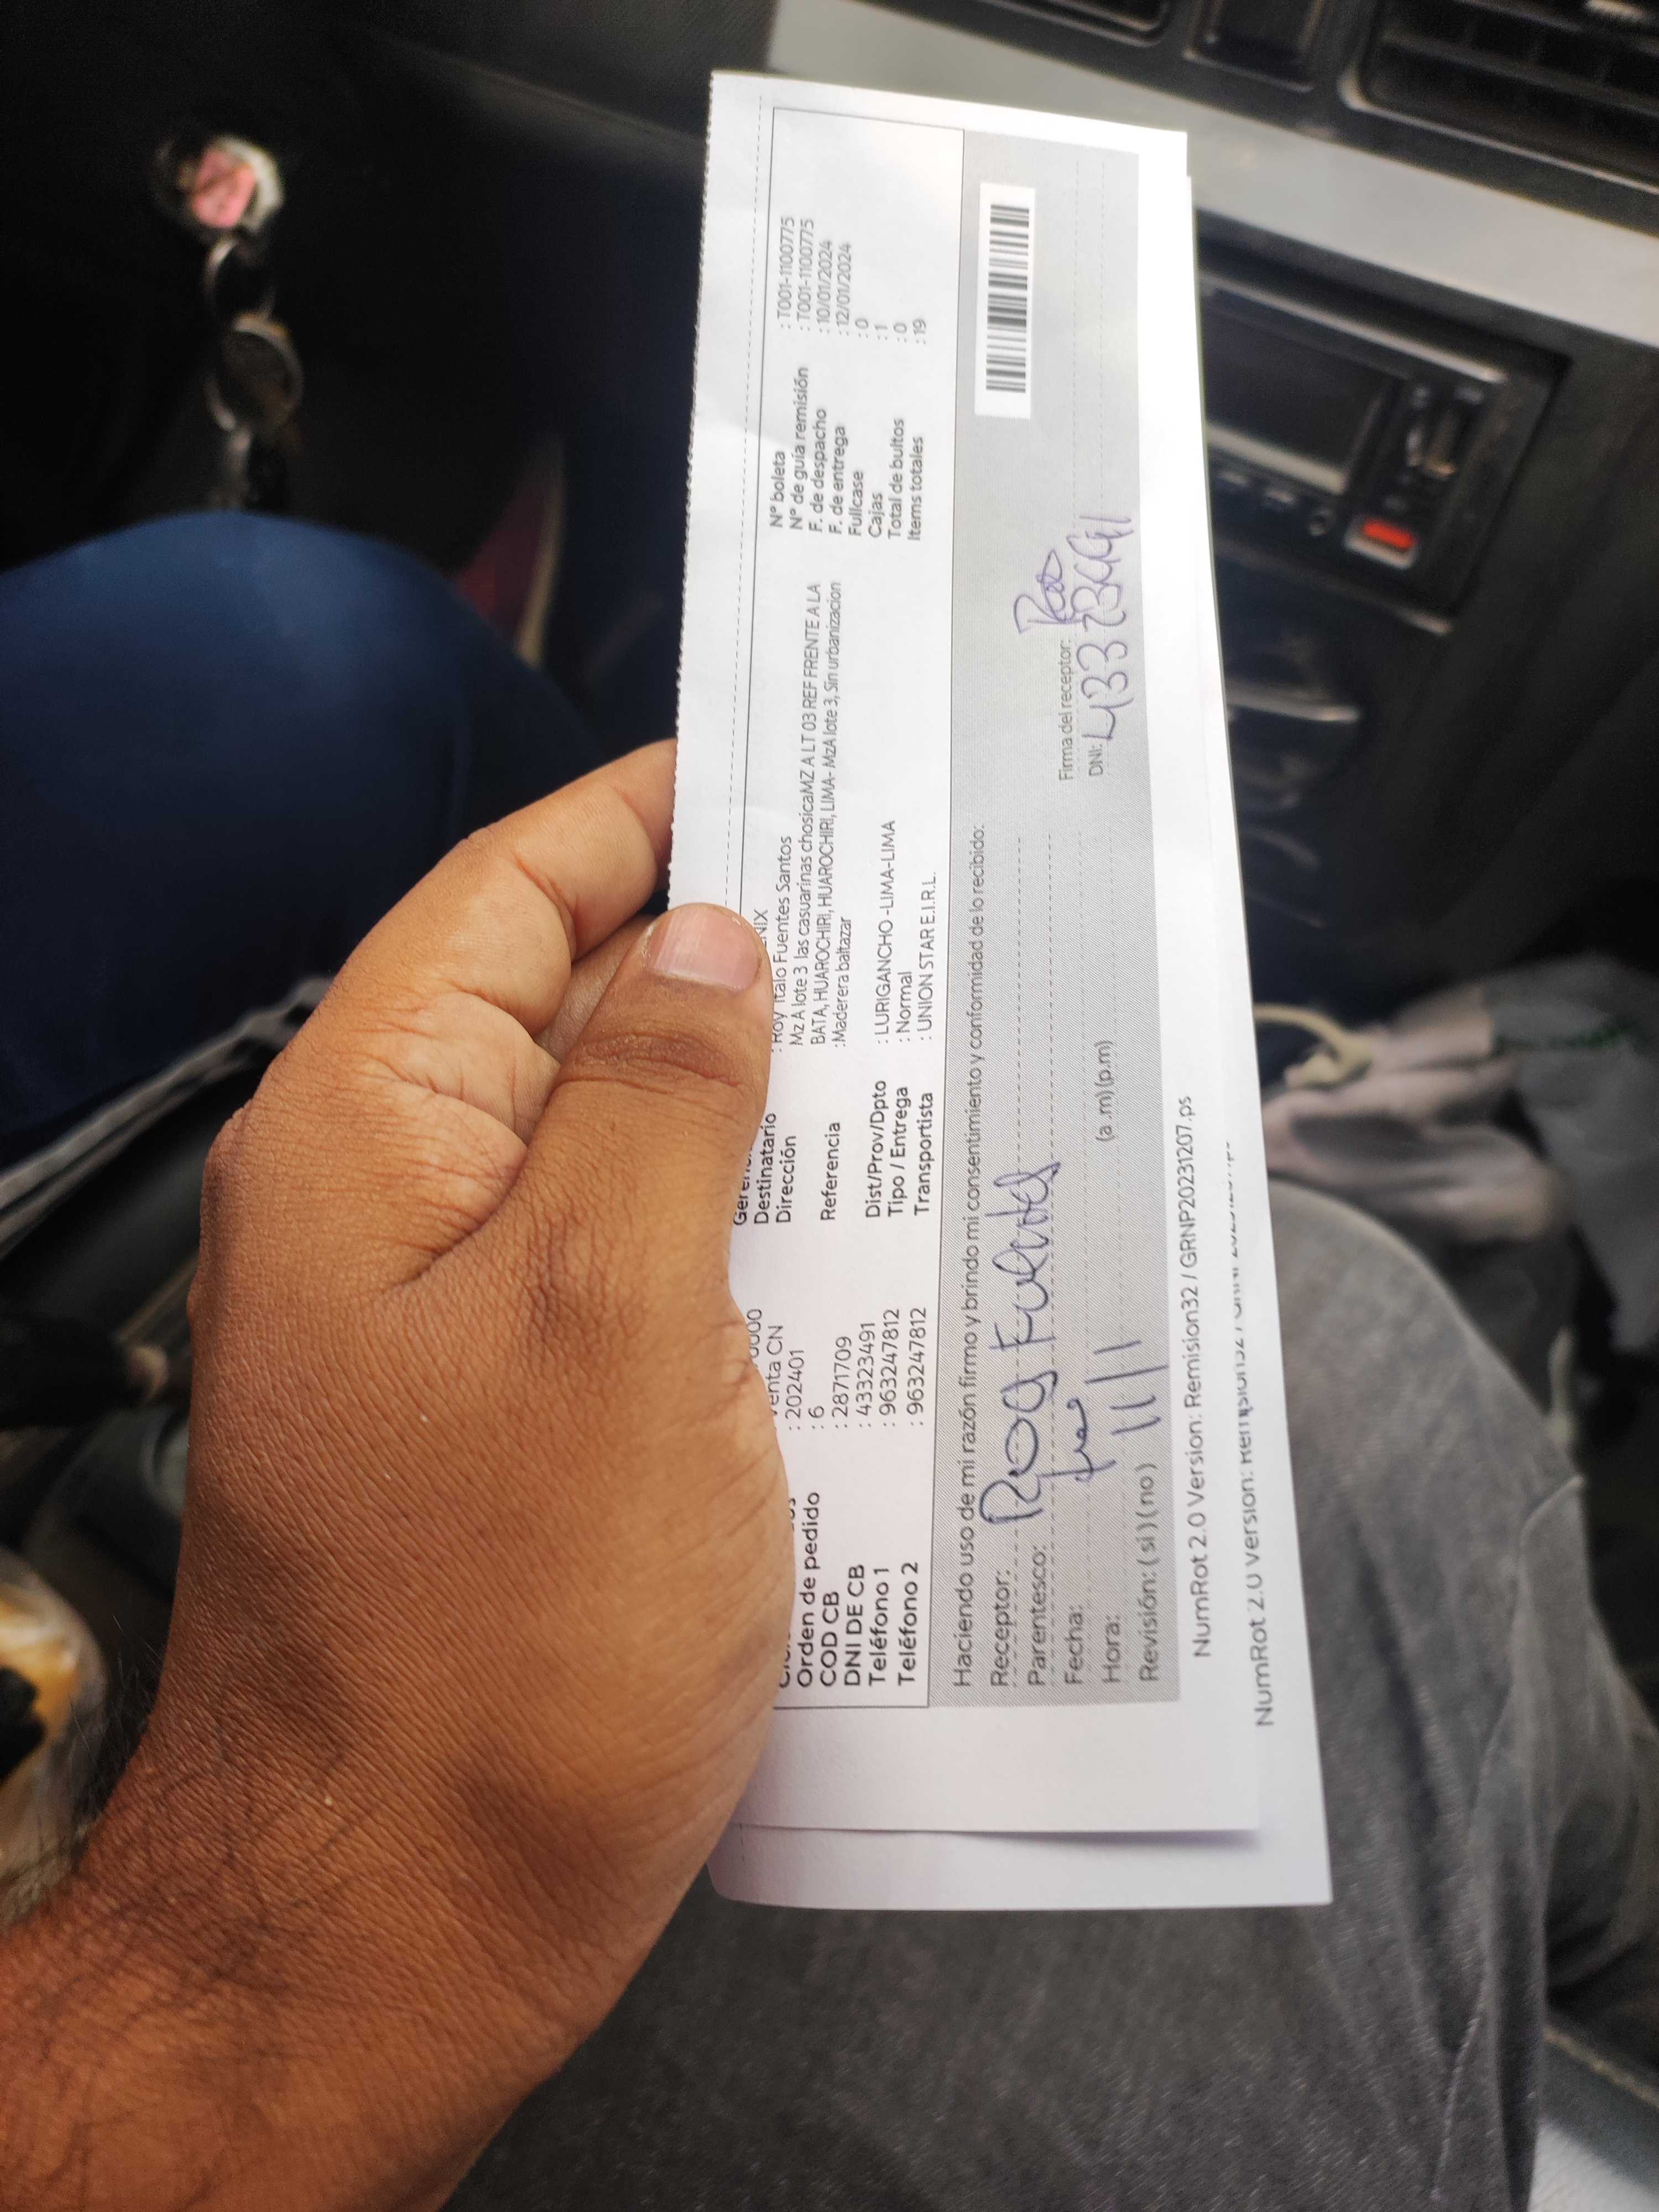 : 202401
Orden de pedido : 6
COD CB : 2871709
DNI DE CB : 43323491
Teléfono 1 : 963247812
Teléfono 2 : 963247812
Destinatario : Roy Italo Fuentes Santos
Dirección Mz A lote 3 las casuarinas chosicaMZ A LT 03 REF FRENTE A LA
BATA, HUAROCHIRI, HUAROCHIRI, LIMA- MzA lote 3, Sin urbanizacion
Referencia :Maderera baltazar
Dist/Prov/Dpto : LURIGANCHO -LIMA-LIMA
Tipo / Entrega : Normal
Transportista : UNION STAR E.I.R.L.
N° boleta : T001-1100775
N° de guía remisión : T001-1100775
F. de despacho : 10/01/2024
F. de entrega : 12/01/2024
Fullcase : 0
Cajas : 1
Total de bultos : 0
Items totales : 19
Haciendo uso de mi razón firmo y brindo mi consentimiento y conformidad de lo recibido:
Receptor: Fuentes
Parentesco:
Fecha:
Hora: (a .m) (p.m)
Revisión: ( si ) ( no )
Firma del receptor:
DNI: 43323491
NumRot 2.0 Version: Remision32 / GRNP20231207.ps
NumRot 2.0 Version: